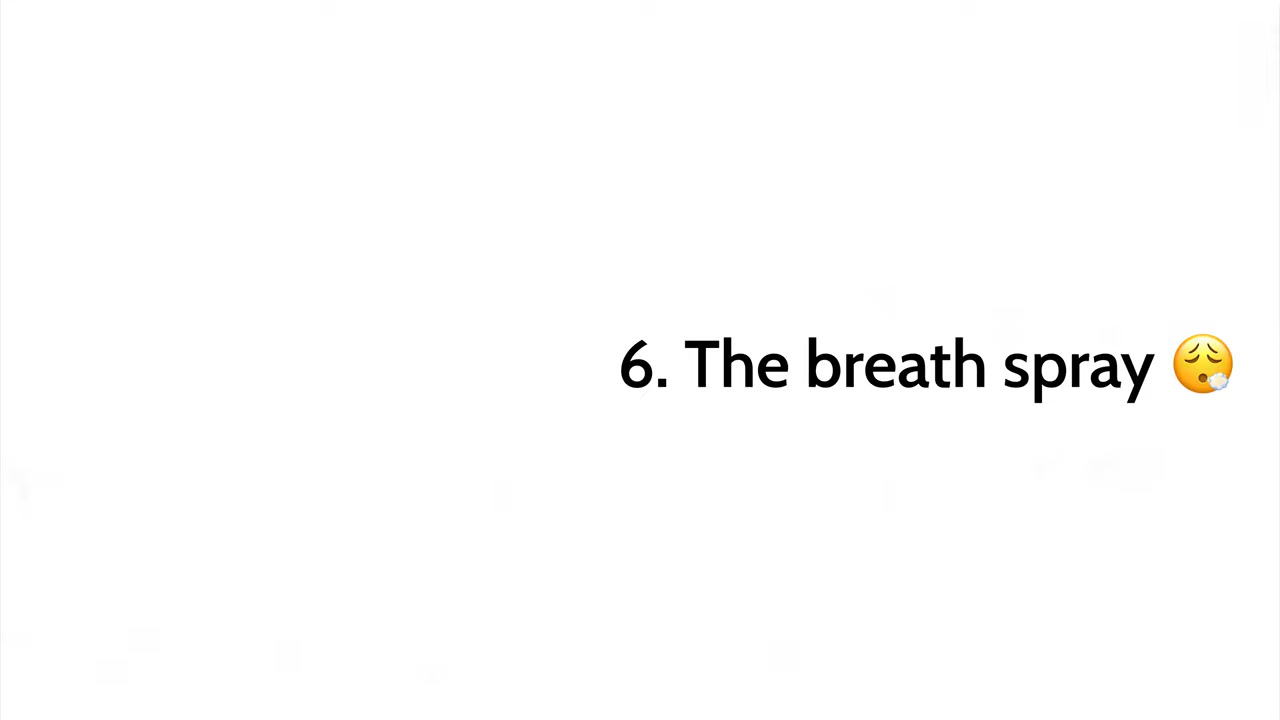 6. The breath spray 😮‍💨